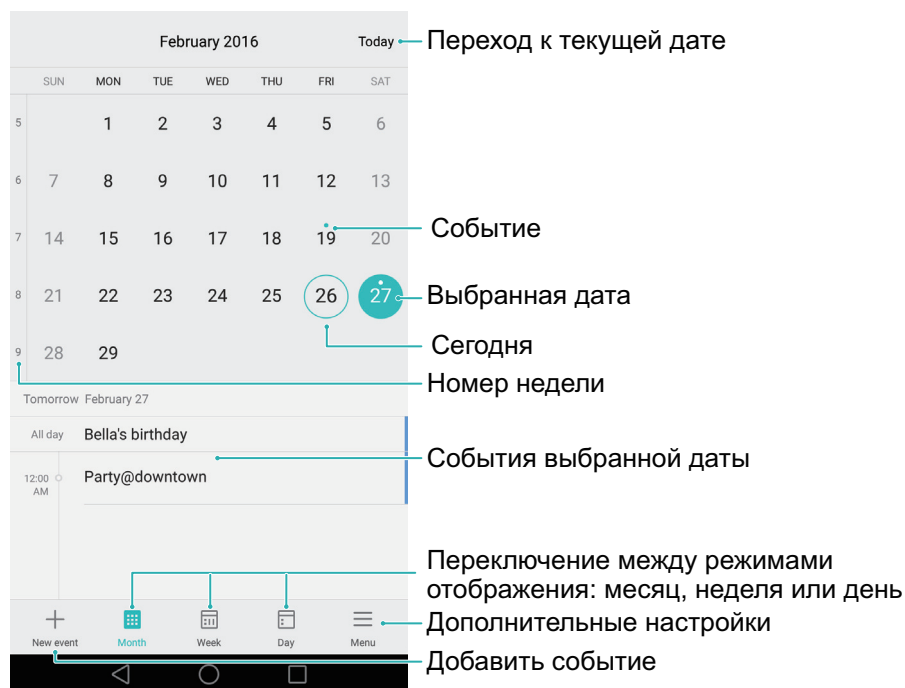 February 2016 Today Переход к текущей дате
SUN MON TUE WED THU FRI SAT
5 1 2 3 4 5 6
6 7 8 9 10 11 12 13
Событие
7 14 15 16 17 18 19 20
8 21 22 23 24 25 26 27 Выбранная дата
Сегодня
9 28 29
Номер недели
Tomorrow February 27
All day Bella's birthday
События выбранной даты
12:00 Party@downtown
AM
Переключение между режимами
отображения: месяц, неделя или день
Дополнительные настройки
New event Month Week Day Menu
Добавить событие